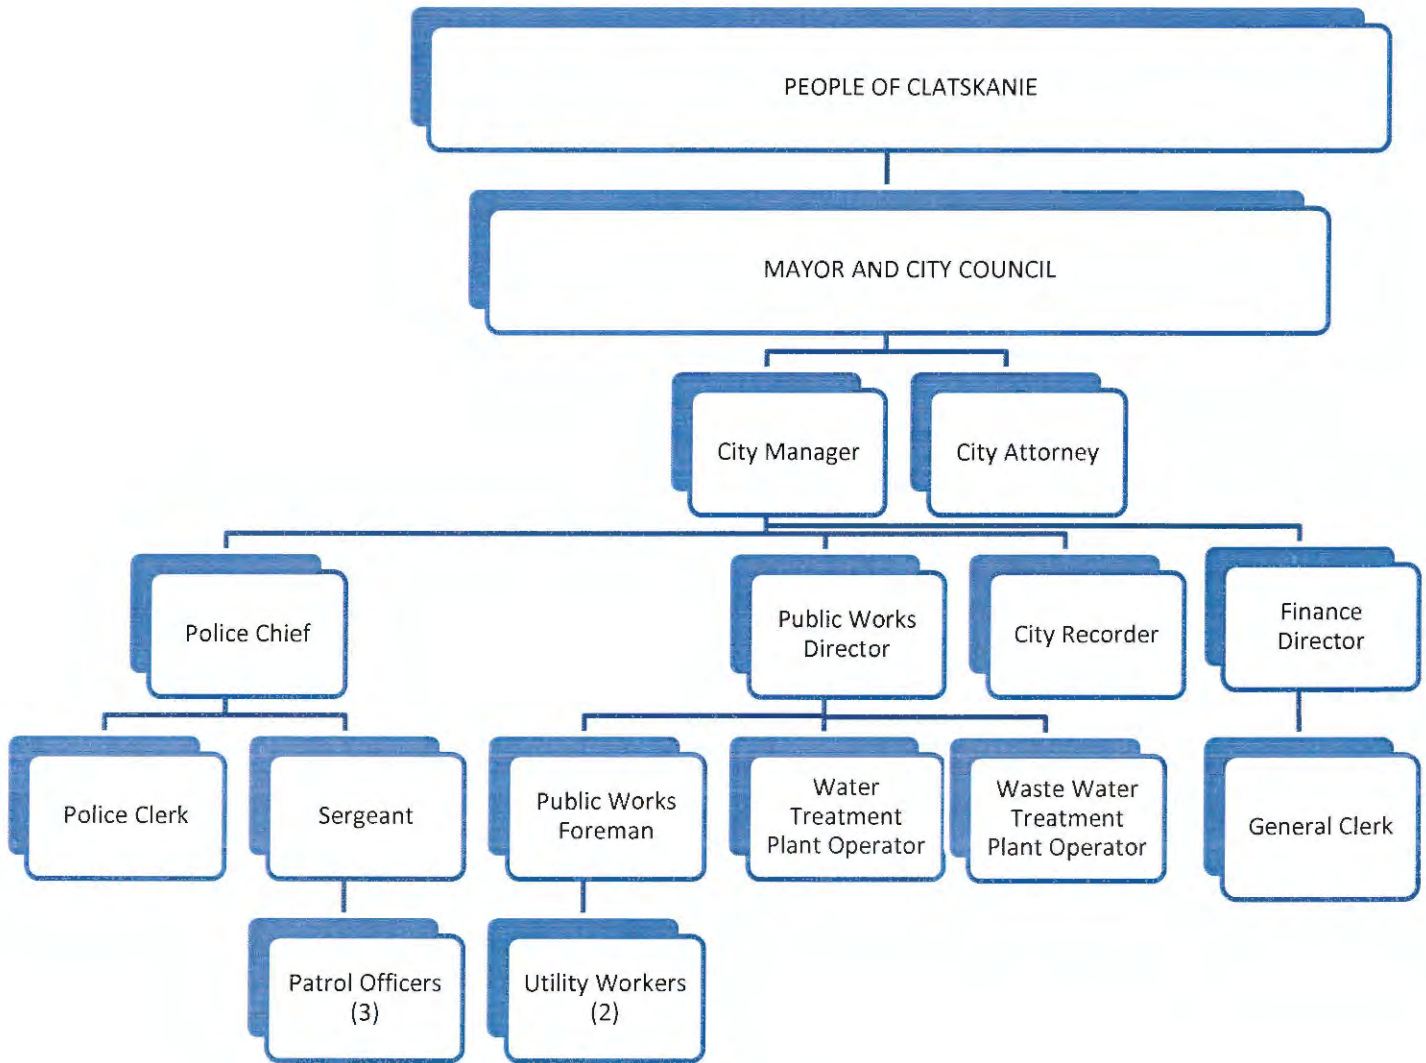 PEOPLE OF CLATSKANIE
MAYOR AND CITY COUNCIL
City Manager
City Attorney
Police Chief
Public Works
Director
City Recorder
Finance
Director
Police Clerk
Sergeant
Public Works
Foreman
Water
Treatment
Plant Operator
Waste Water
Treatment
Plant Operator
General Clerk
Patrol Officers
(3)
Utility Workers
(2)